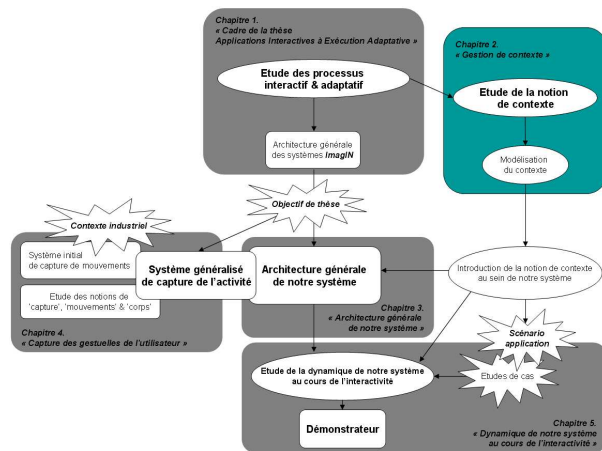 Chapitre 1.
« Cadre de la thèse
Applications Interactives à Exécution Adaptative »
Etude des processus
interactif & adaptatif
Architecture générale
des systèmes ImagIN
Chapitre 2.
« Gestion de contexte »
Etude de la notion
de contexte
Modélisation
du contexte
Objectif de thèse
Contexte industriel
Système initial
de capture de mouvements
Etude des notions de
'capture', 'mouvements' & 'corps'
Système généralisé
de capture de l'activité
Chapitre 4.
« Capture des gestuelles de l'utilisateur »
Architecture générale
de notre système
Chapitre 3.
« Architecture générale
de notre système »
Introduction de la notion de contexte
au sein de notre système
Scénario
application
Etudes de cas
Etude de la dynamique de notre système
au cours de l'interactivité
Démonstrateur
Chapitre 5.
« Dynamique de notre système
au cours de l'interactivité »